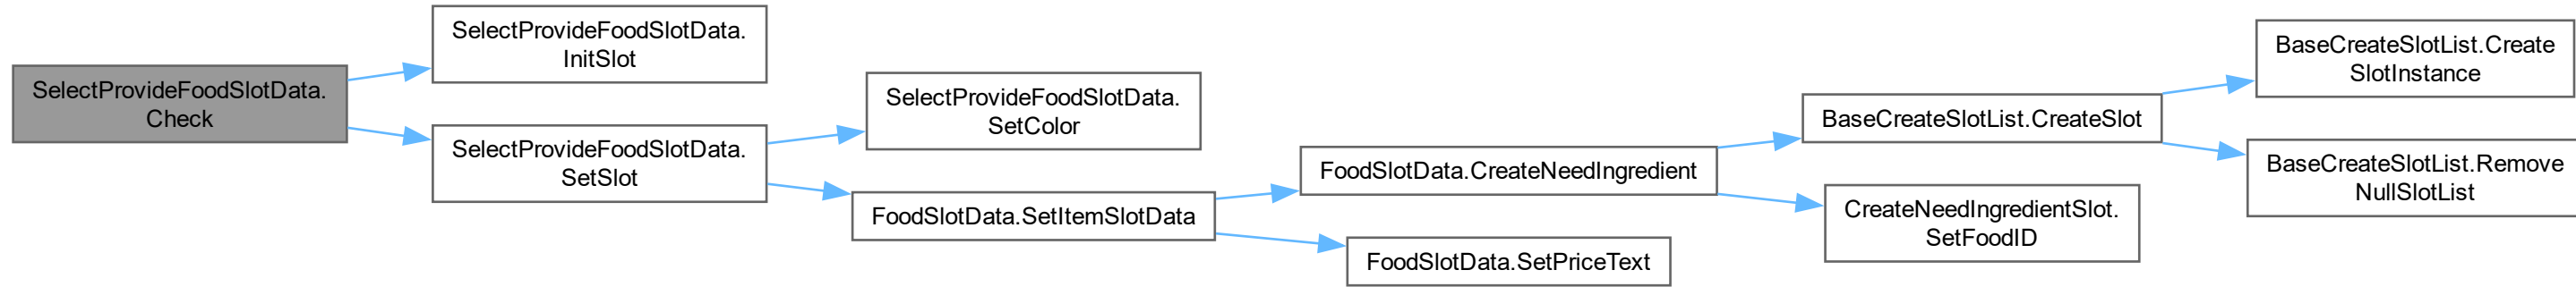 SelectProvideFoodSlotData.
Check
SelectProvideFoodSlotData.
InitSlot
SelectProvideFoodSlotData.
SetSlot
SelectProvideFoodSlotData.
SetColor
FoodSlotData.SetItemSlotData
FoodSlotData.CreateNeedIngredient
FoodSlotData.SetPriceText
BaseCreateSlotList.CreateSlot
CreateNeedIngredientSlot.
SetFoodID
BaseCreateSlotList.Create
SlotInstance
BaseCreateSlotList.Remove
NullSlotList